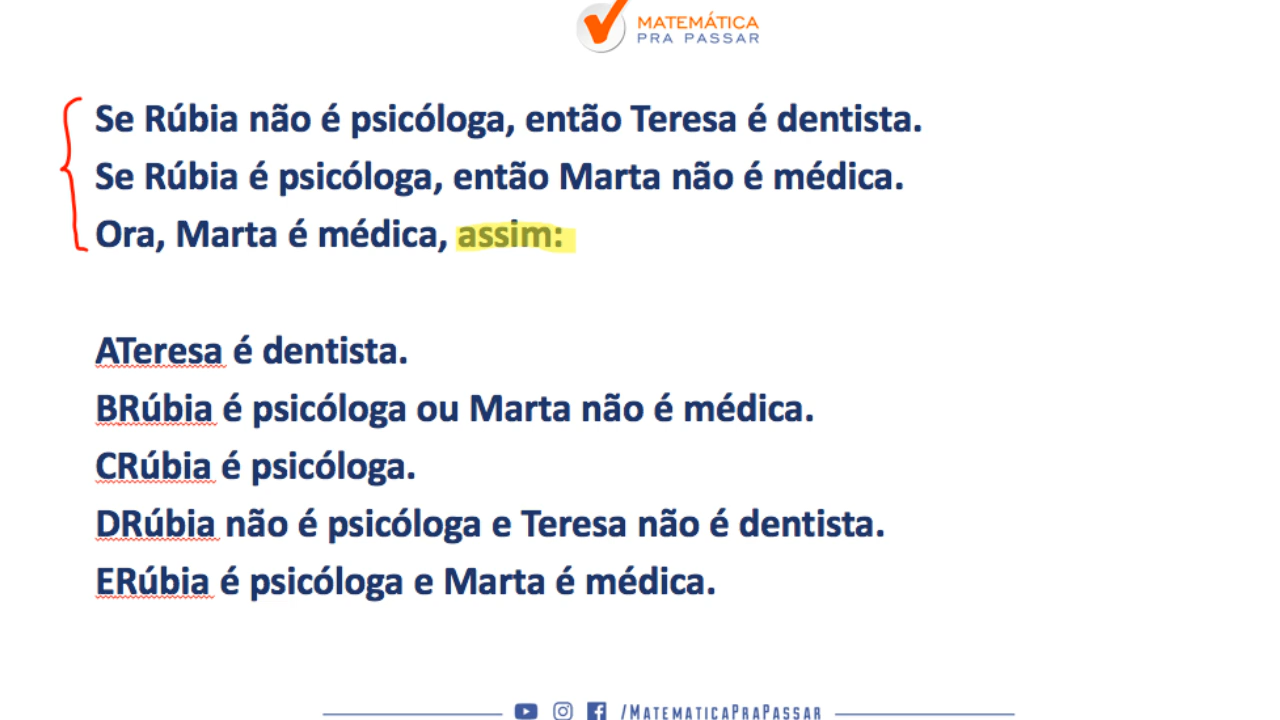 MATEMÁTICA
PRA PASSAR
Se Rúbia não é psicóloga, então Teresa é dentista.
Se Rúbia é psicóloga, então Marta não é médica.
Ora, Marta é médica, assim:
ATeresa é dentista.
BRúbia é psicóloga ou Marta não é médica.
CRúbia é psicóloga.
DRúbia não é psicóloga e Teresa não é dentista.
ERúbia é psicóloga e Marta é médica.
/MatematicaPraPassar